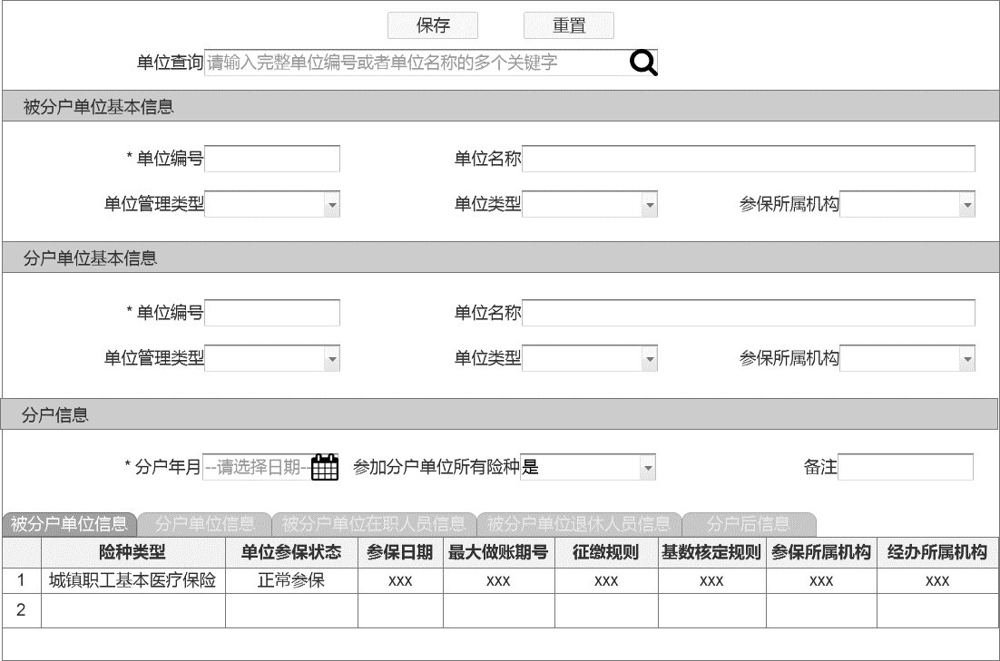 保存 重置
单位查询 请输入完整单位编号或者单位名称的多个关键字
被分户单位基本信息
* 单位编号 单位名称
单位管理类型 单位类型 参保所属机构
分户单位基本信息
* 单位编号 单位名称
单位管理类型 单位类型 参保所属机构
分户信息
* 分户年月 --请选择日期-- 参加分户单位所有险种 是 备注
被分户单位信息 分户单位信息 被分户单位在职人员信息 被分户单位退休人员信息 分户后信息
险种类型 单位参保状态 参保日期 最大做账期号 征缴规则 基数核定规则 参保所属机构 经办所属机构
1 城镇职工基本医疗保险 正常参保 xxx xxx xxx xxx xxx xxx
2